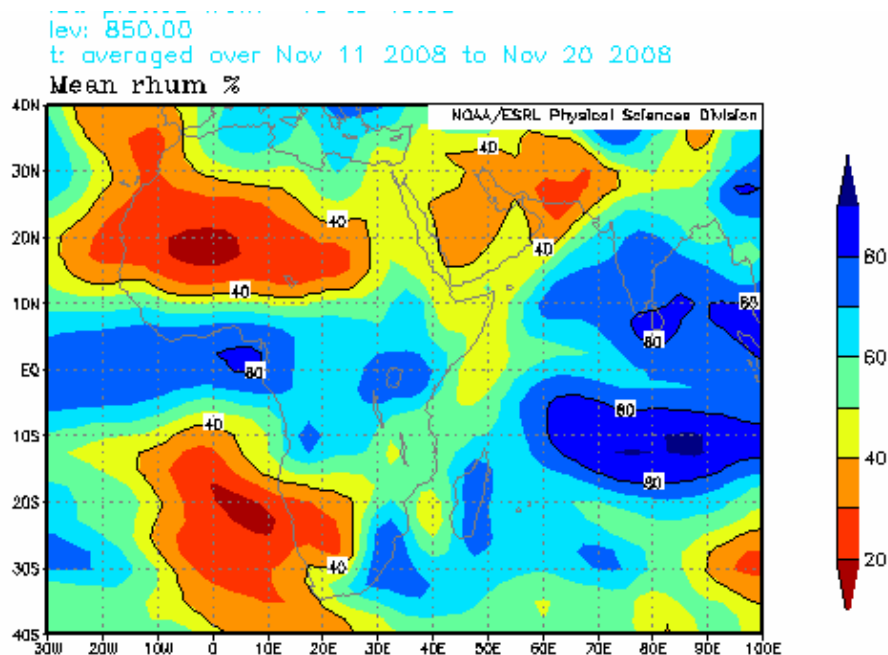 plotted from to
lev: 850.00
t: averaged over Nov 11 2008 to Nov 20 2008
Mean rhum %
40N
NOAA/ESRL Physical Sciences Division
40
30N
40
20N
40
40
10N
80
80
EQ
80
80
10S
40
20S
80
30S
40
40S
30W 20W 10W 0 10E 20E 30E 40E 50E 60E 70E 80E 90E 100E
80
60
40
20